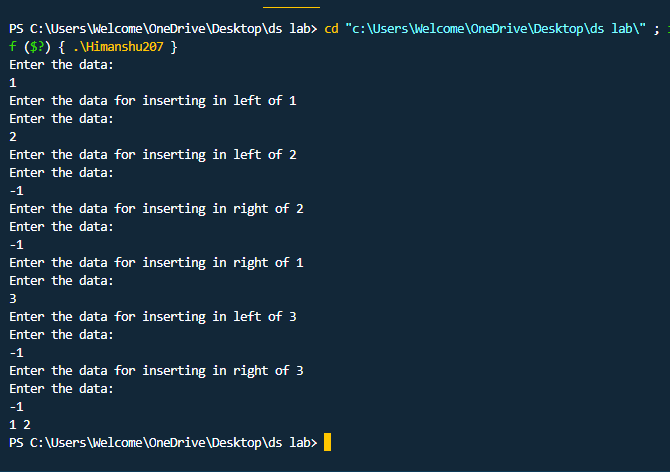 PS C:\Users\Welcome\OneDrive\Desktop\ds lab> cd "c:\Users\Welcome\OneDrive\Desktop\ds lab\" ; i
f ($?) { .\Himanshu207 }
Enter the data:
1
Enter the data for inserting in left of 1
Enter the data:
2
Enter the data for inserting in left of 2
Enter the data:
-1
Enter the data for inserting in right of 2
Enter the data:
-1
Enter the data for inserting in right of 1
Enter the data:
3
Enter the data for inserting in left of 3
Enter the data:
-1
Enter the data for inserting in right of 3
Enter the data:
-1
1 2
PS C:\Users\Welcome\OneDrive\Desktop\ds lab>